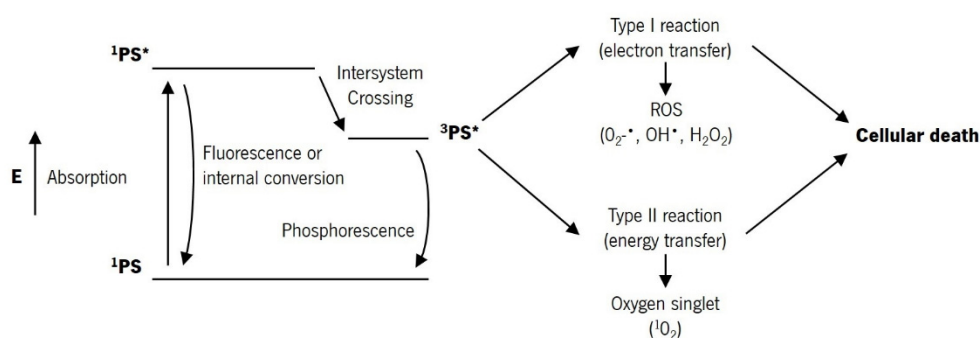 ¹PS*
Intersystem
Crossing
E
Absorption
Fluorescence or
internal conversion
Phosphorescence
¹PS
³PS*
Type I reaction
(electron transfer)
ROS
(O₂-•, OH•, H₂O₂)
Type II reaction
(energy transfer)
Oxygen singlet
(¹O₂)
Cellular death